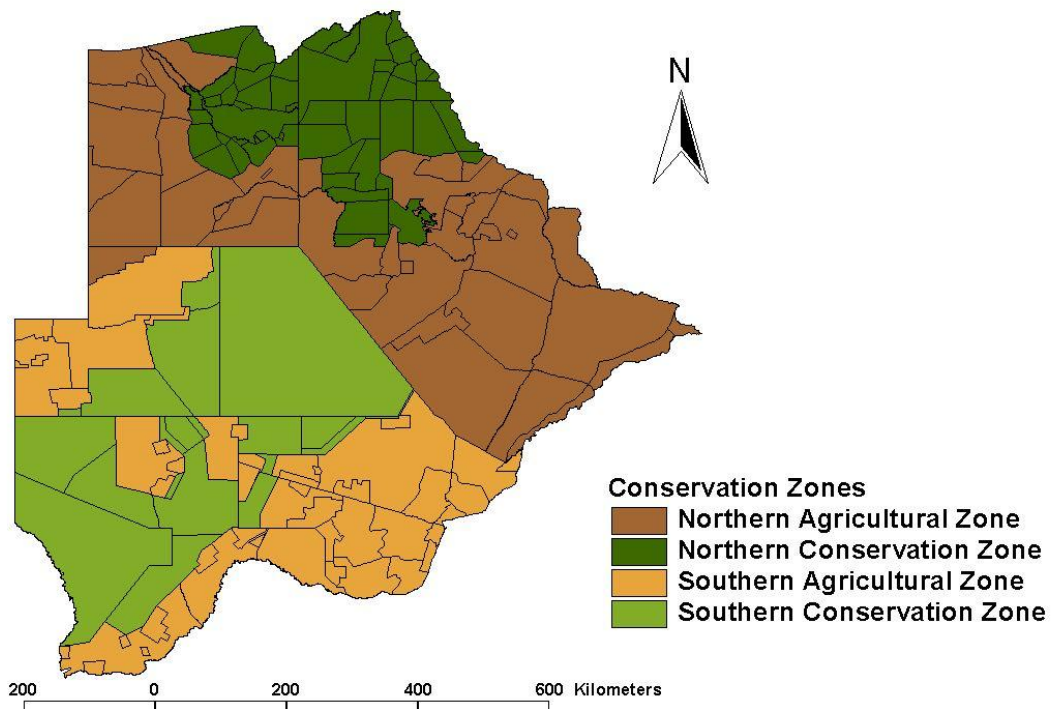 N
Conservation Zones
Northern Agricultural Zone
Northern Conservation Zone
Southern Agricultural Zone
Southern Conservation Zone
200 0 200 400 600 Kilometers